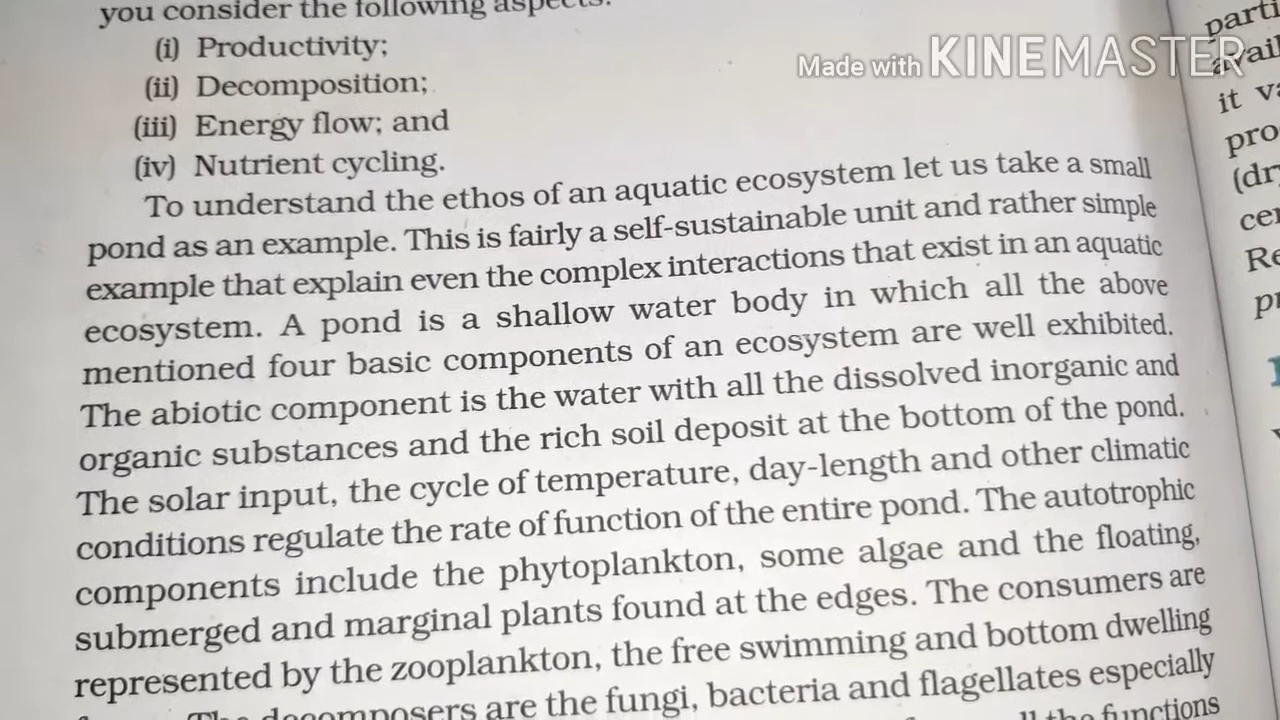 you consider the following aspects:
(i) Productivity;
(ii) Decomposition;
(iii) Energy flow; and
(iv) Nutrient cycling.
To understand the ethos of an aquatic ecosystem let us take a small
pond as an example. This is fairly a self-sustainable unit and rather simple
example that explain even the complex interactions that exist in an aquatic
ecosystem. A pond is a shallow water body in which all the above
mentioned four basic components of an ecosystem are well exhibited.
The abiotic component is the water with all the dissolved inorganic and
organic substances and the rich soil deposit at the bottom of the pond.
The solar input, the cycle of temperature, day-length and other climatic
conditions regulate the rate of function of the entire pond. The autotrophic
components include the phytoplankton, some algae and the floating,
submerged and marginal plants found at the edges. The consumers are
represented by the zooplankton, the free swimming and bottom dwelling
The decomposers are the fungi, bacteria and flagellates especially
the functions
Made with KINEMASTER
it